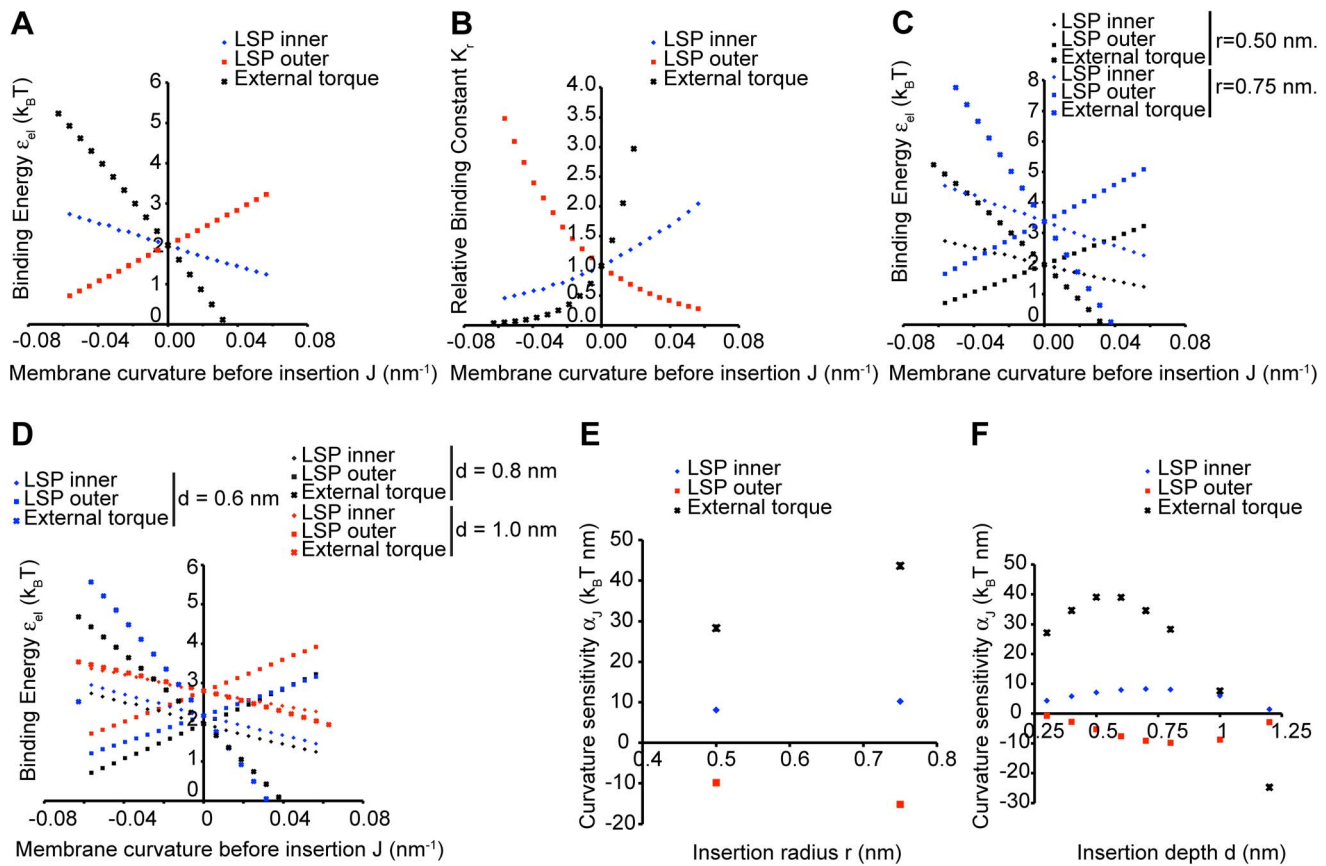 A
LSP inner
LSP outer
External torque
Binding Energy εel (kBT)
6
5
4
3
2
1
0
-0.08 -0.04 0.00 0.04 0.08
Membrane curvature before insertion J (nm-1)
B
LSP inner
LSP outer
External torque
Relative Binding Constant Kr
4.0
3.5
3.0
2.5
2.0
1.5
1.0
0.5
0.0
-0.08 -0.04 0.00 0.04 0.08
Membrane curvature before insertion J (nm-1)
C
LSP inner
LSP outer
External torque
r=0.50 nm.
LSP inner
LSP outer
External torque
r=0.75 nm.
Binding Energy εel (kBT)
8
7
6
5
4
3
2
1
0
-0.08 -0.04 0.00 0.04 0.08
Membrane curvature before insertion J (nm-1)
D
LSP inner
LSP outer
External torque
d = 0.6 nm
LSP inner
LSP outer
External torque
d = 0.8 nm
LSP inner
LSP outer
External torque
d = 1.0 nm
Binding Energy εel (kBT)
6
5
4
3
2
1
0
-0.08 -0.04 0 0.04 0.08
Membrane curvature before insertion J (nm-1)
E
LSP inner
LSP outer
External torque
Curvature sensitivity αJ (kBT nm)
50
40
30
20
10
0
-10
-20
0.4 0.5 0.6 0.7 0.8
Insertion radius r (nm)
F
LSP inner
LSP outer
External torque
Curvature sensitivity αJ (kBT nm)
50
40
30
20
10
0
-10
-20
-30
0.25 0.5 0.75 1 1.25
Insertion depth d (nm)